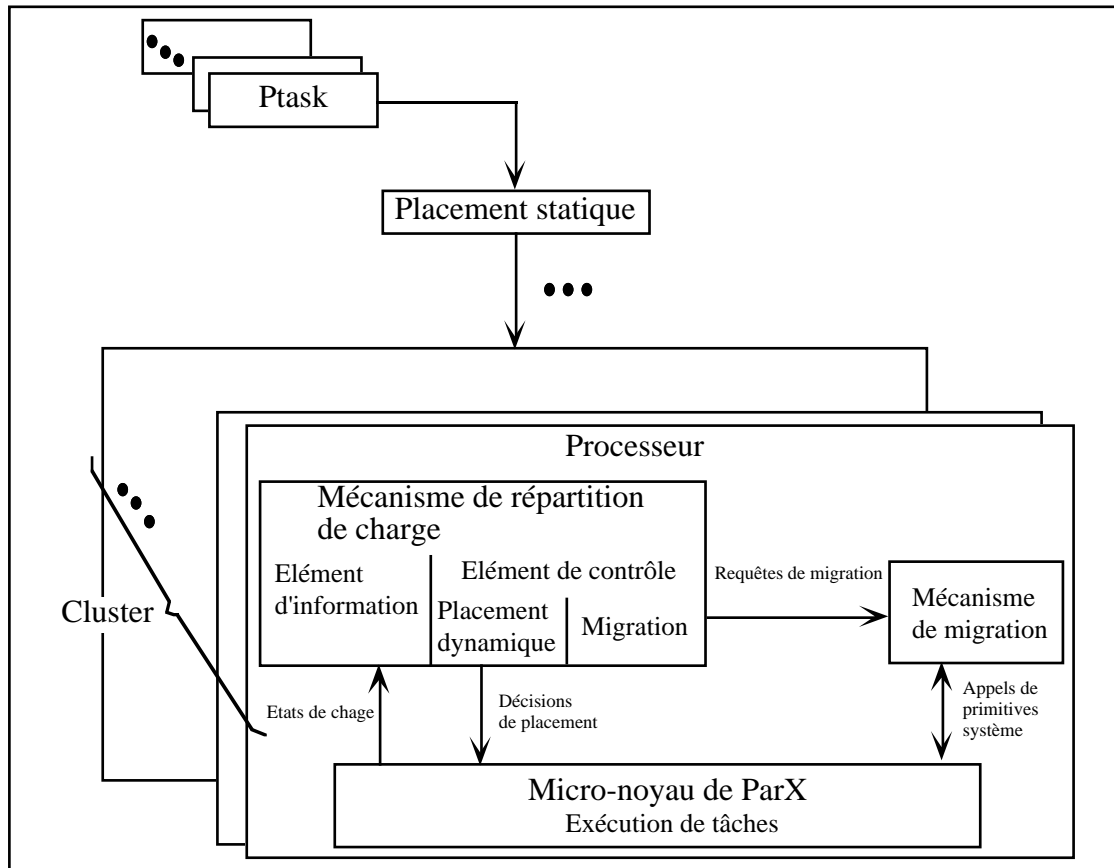 Ptask
Placement statique
Processeur
Mécanisme de répartition
de charge
Elément
d'information
Elément de contrôle
Placement
dynamique
Migration
Requêtes de migration
Mécanisme
de migration
Cluster
Etats de chage
Décisions
de placement
Appels de
primitives
système
Micro-noyau de ParX
Exécution de tâches